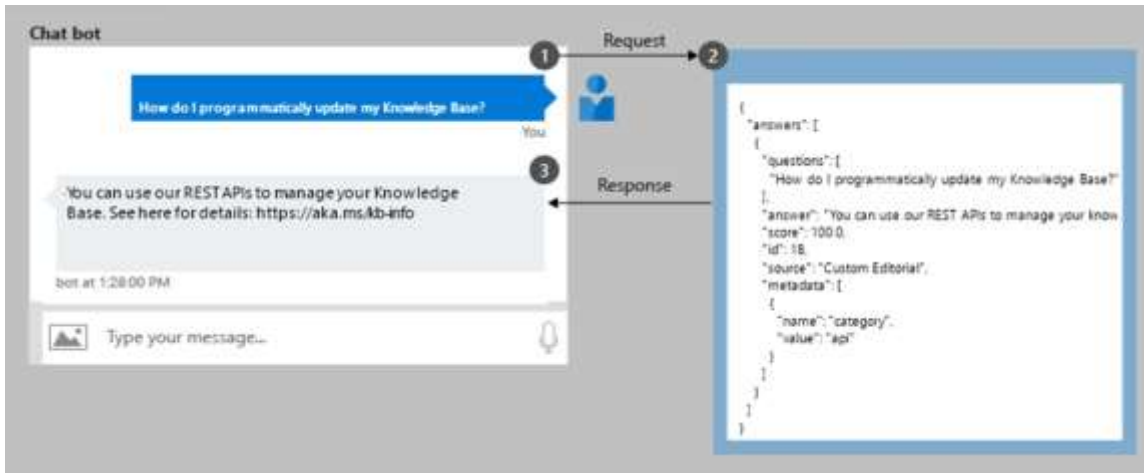 Chat bot
1
Request
2
How do I programmatically update my Knowledge Base?
You
3
Response
You can use our REST APIs to manage your Knowledge
Base. See here for details: https://aka.ms/kb-info
bot at 1:28:00 PM
Type your message...
{
"answers": [
{
"questions": [
"How do I programmatically update my Knowledge Base?"
],
"answer": "You can use our REST APIs to manage your know
"score": 100.0,
"id": 18,
"source": "Custom Editorial",
"metadata": [
{
"name": "category",
"value": "api"
}
]
}
]
}